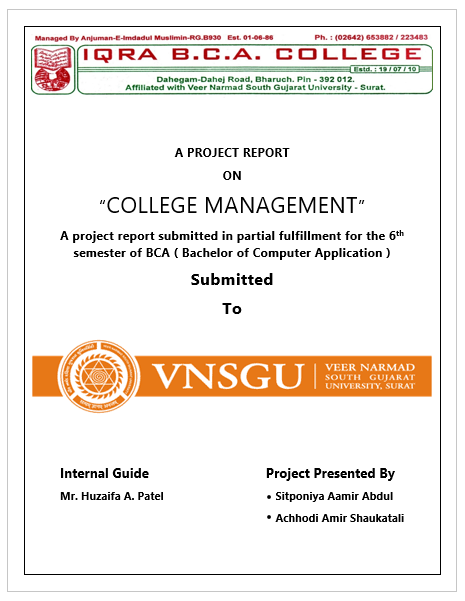 Managed By Anjuman-E-Imdadul Muslimin-RG.B930 Est. 01-06-86 Ph. : (02642) 653882 / 223483
IQRA B.C.A. COLLEGE
Estd. : 19 / 07 / 10
Dahegam-Dahej Road, Bharuch. Pin - 392 012.
Affiliated with Veer Narmad South Gujarat University - Surat.
A PROJECT REPORT
ON
“COLLEGE MANAGEMENT”
A project report submitted in partial fulfillment for the 6th
semester of BCA ( Bachelor of Computer Application )
Submitted
To
VNSGU
VEER NARMAD
SOUTH GUJARAT
UNIVERSITY, SURAT
Internal Guide
Mr. Huzaifa A. Patel
Project Presented By
• Sitponiya Aamir Abdul
• Achhodi Amir Shaukatali